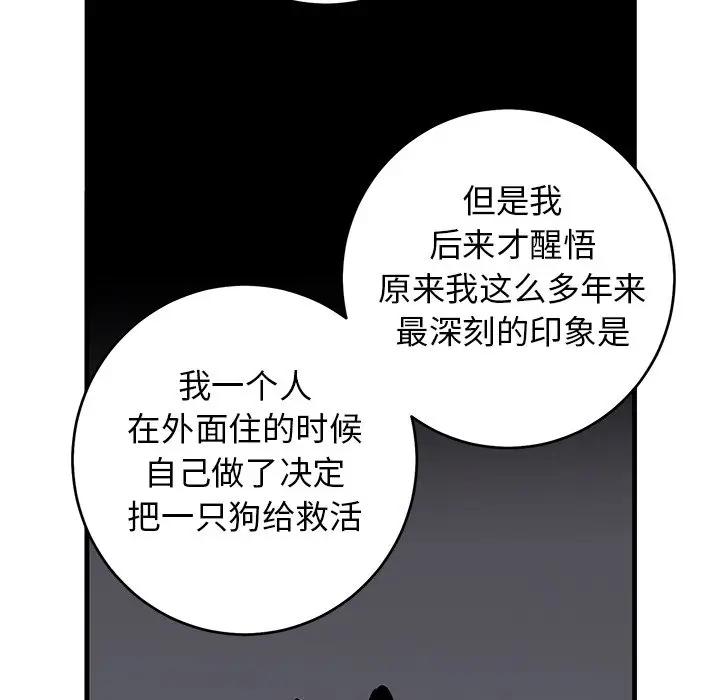 但是我
后来才醒悟
原来我这么多年来
最深刻的印象是
我一个人
在外面住的时候
自己做了决定
把一只狗给救活